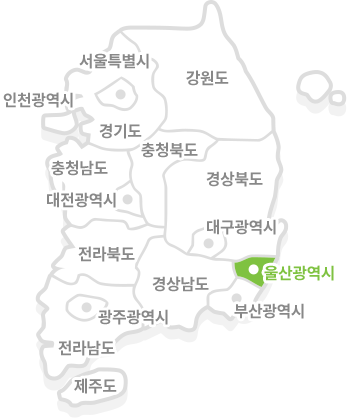 서울특별시
강원도
인천광역시
경기도
충청북도
충청남도
경상북도
대전광역시
대구광역시
전라북도
울산광역시
경상남도
부산광역시
광주광역시
전라남도
제주도